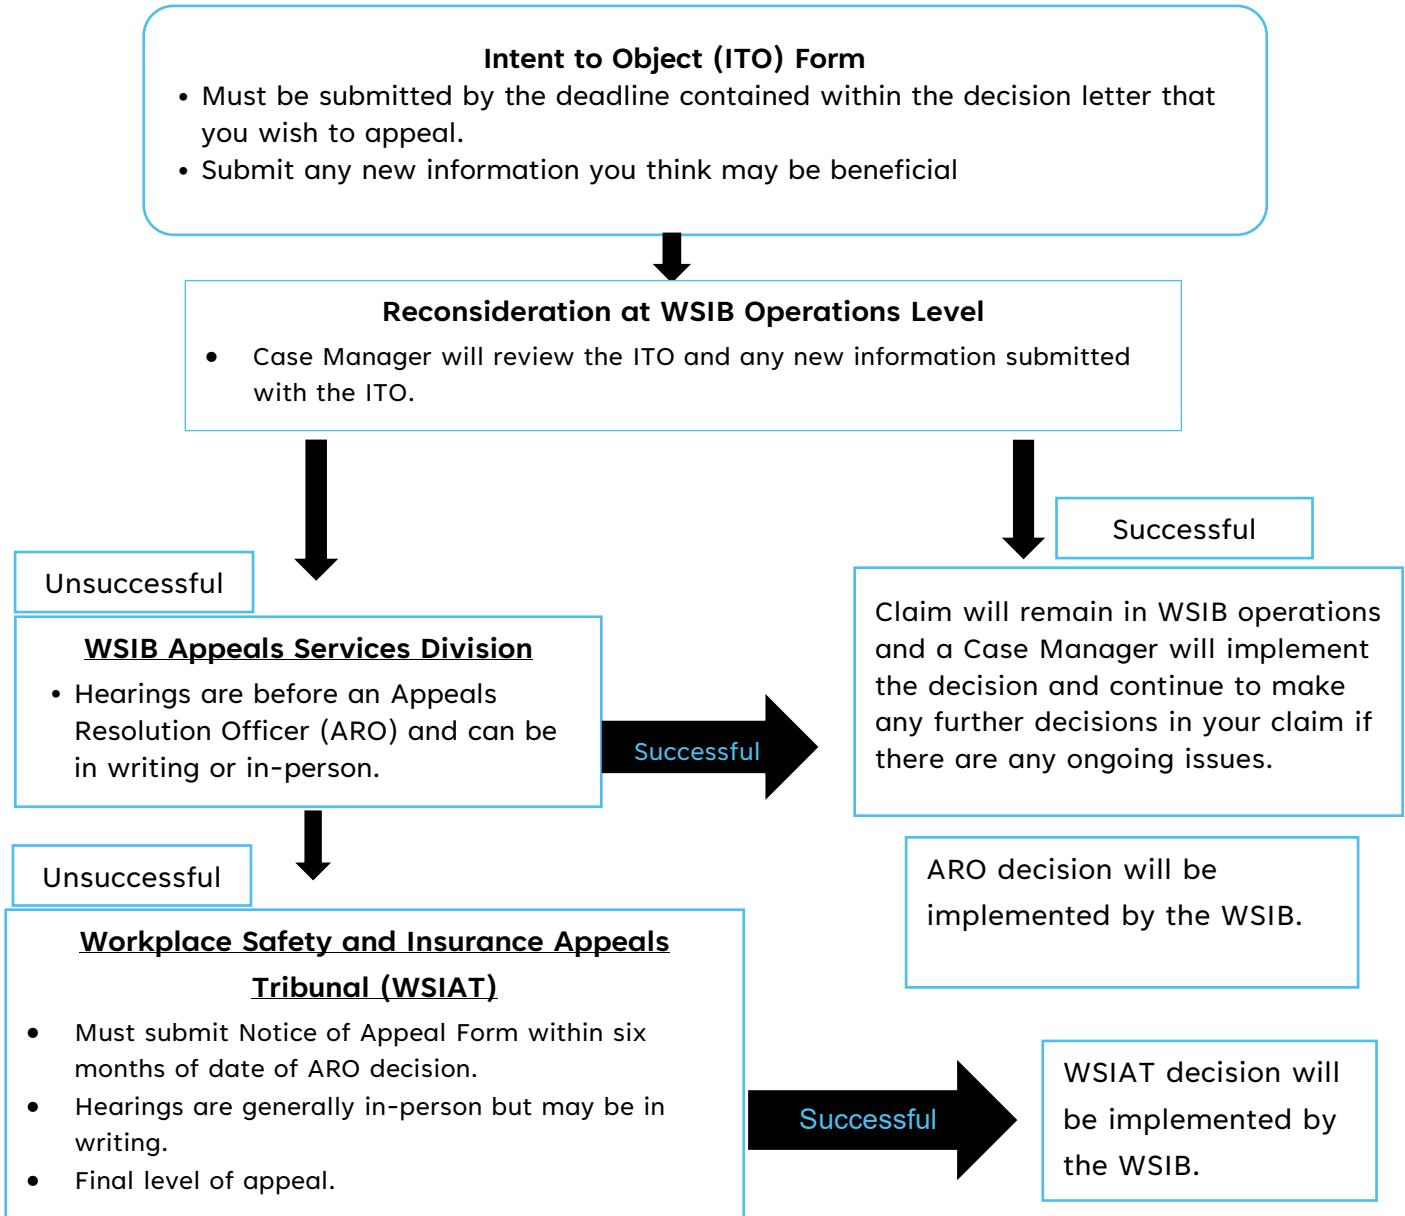 Intent to Object (ITO) Form
• Must be submitted by the deadline contained within the decision letter that
you wish to appeal.
• Submit any new information you think may be beneficial
Reconsideration at WSIB Operations Level
• Case Manager will review the ITO and any new information submitted
with the ITO.
Successful
Unsuccessful
Claim will remain in WSIB operations
and a Case Manager will implement
the decision and continue to make
any further decisions in your claim if
there are any ongoing issues.
WSIB Appeals Services Division
• Hearings are before an Appeals
Resolution Officer (ARO) and can be
in writing or in-person.
Successful
ARO decision will be
implemented by the WSIB.
Unsuccessful
Workplace Safety and Insurance Appeals
Tribunal (WSIAT)
• Must submit Notice of Appeal Form within six
months of date of ARO decision.
• Hearings are generally in-person but may be in
writing.
• Final level of appeal.
Successful
WSIAT decision will
be implemented by
the WSIB.